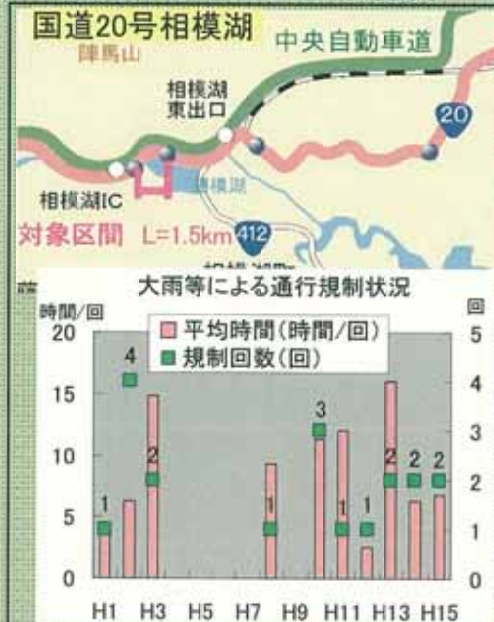 国道20号相模湖
陣馬山
中央自動車道
相模湖
東出口
20
相模湖IC
相模湖
対象区間 L=1.5km
412
大雨等による通行規制状況
時間/回
回
平均時間(時間/回)
規制回数(回)
20
15
10
5
0
5
4
3
2
1
0
1
4
2
1
3
1
1
2
2
2
H1 H3 H5 H7 H9 H11 H13 H15